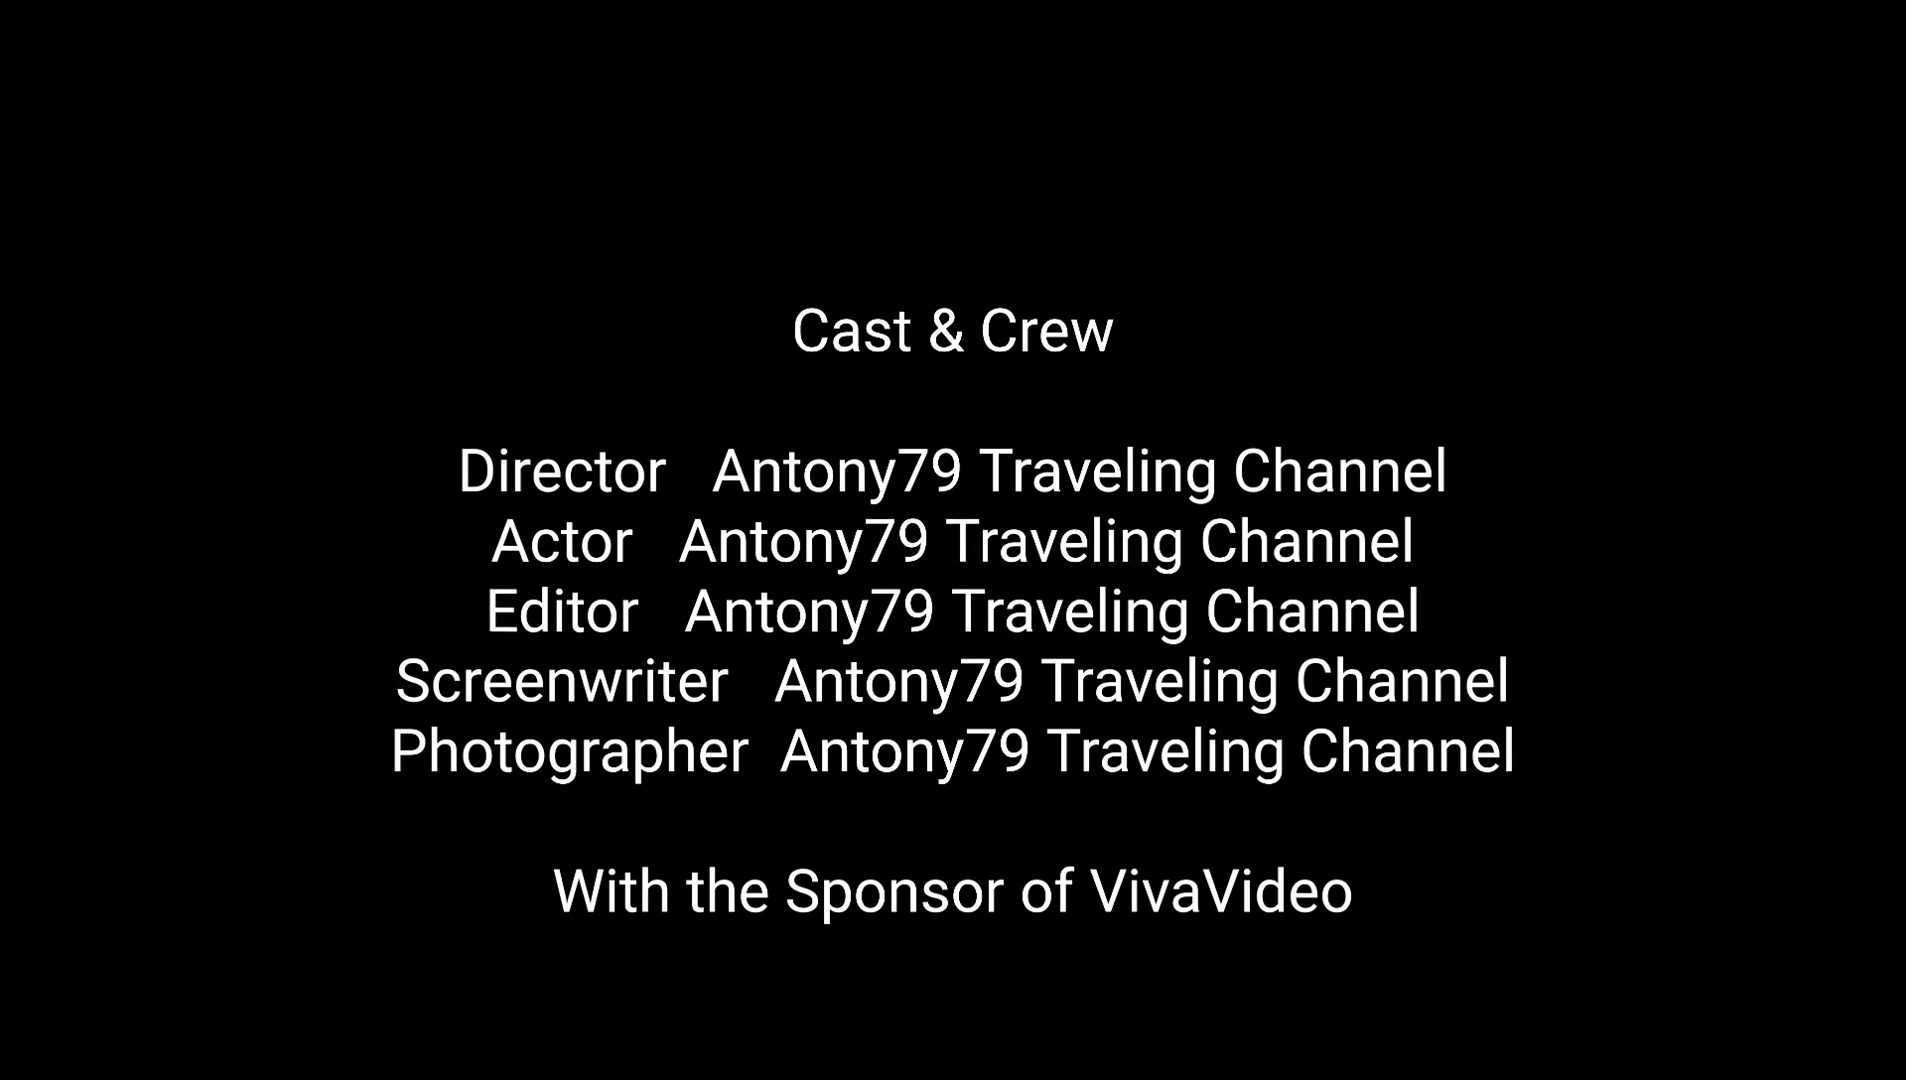 Cast & Crew
Director Antony79 Traveling Channel
Actor Antony79 Traveling Channel
Editor Antony79 Traveling Channel
Screenwriter Antony79 Traveling Channel
Photographer Antony79 Traveling Channel
With the Sponsor of VivaVideo